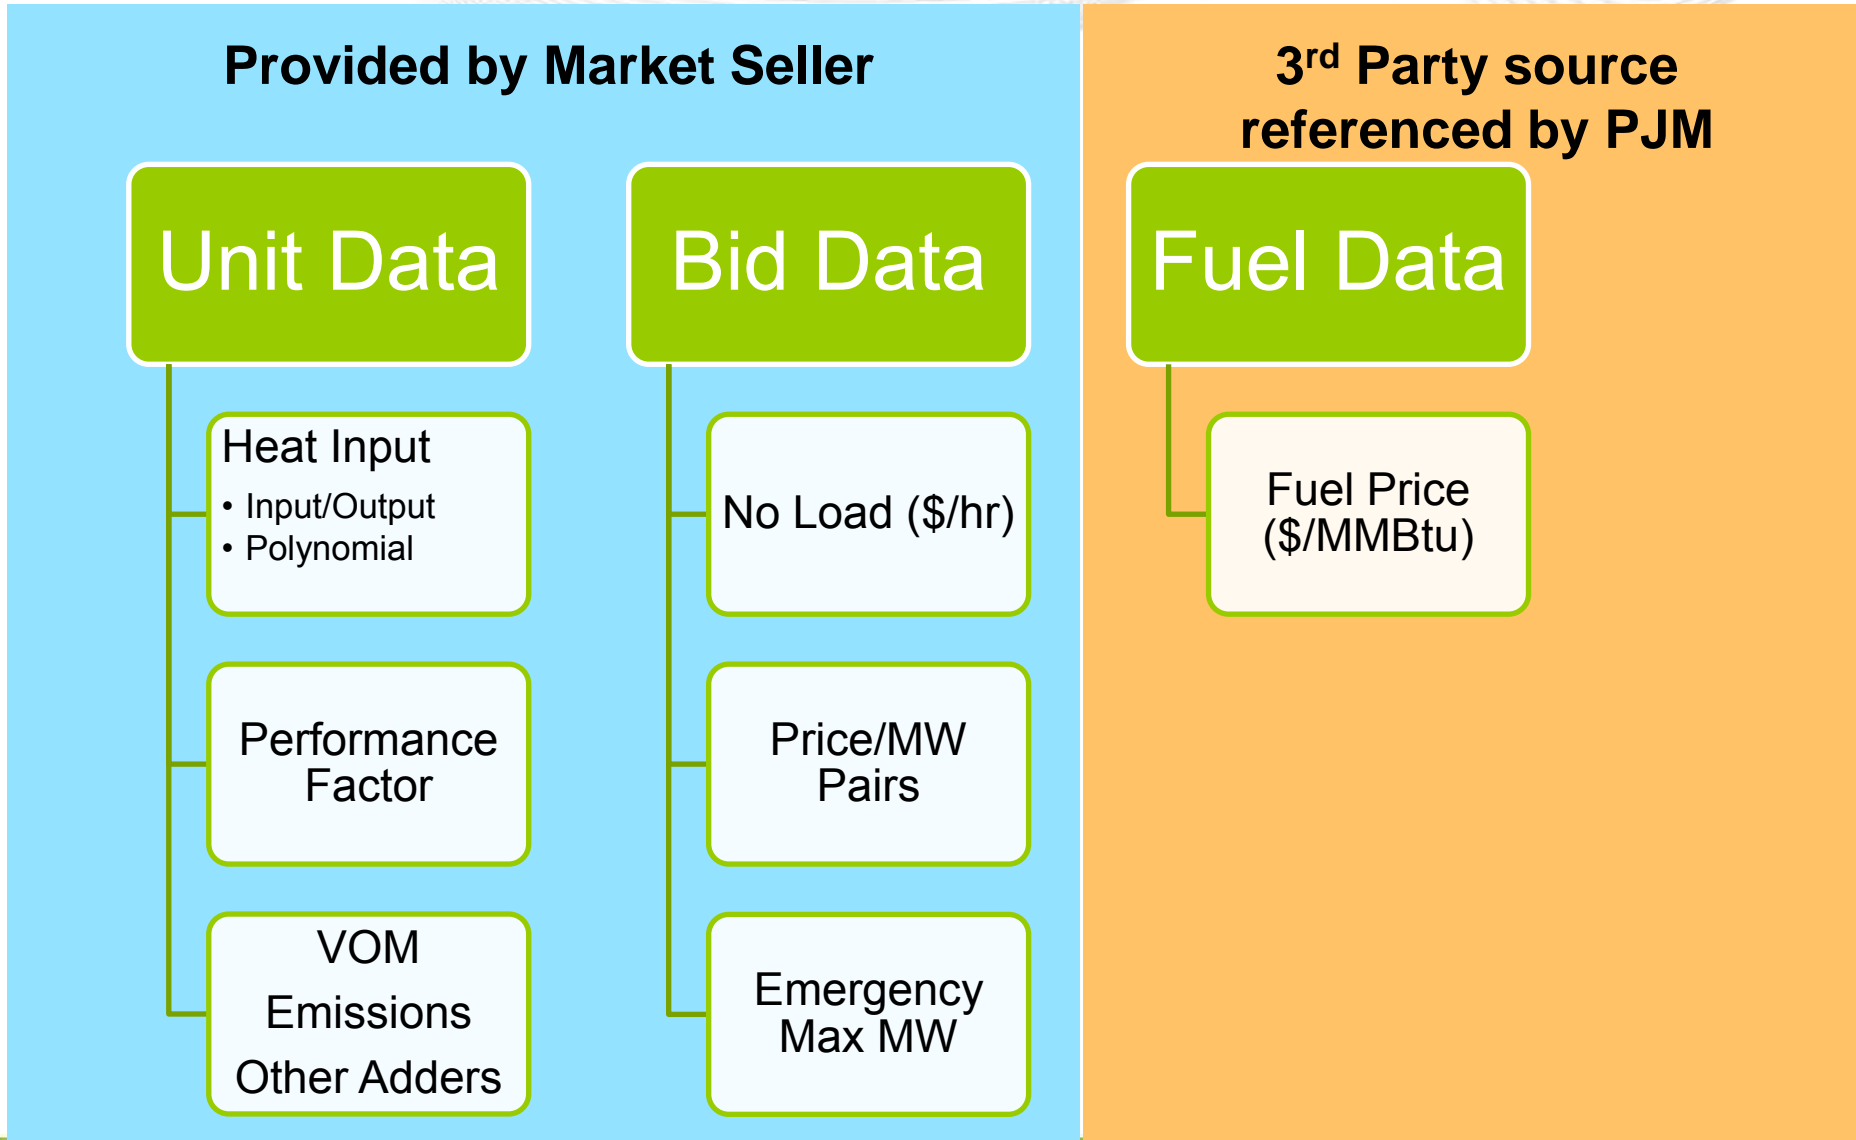 Provided by Market Seller
3rd Party source
referenced by PJM
Unit Data
Heat Input
• Input/Output
• Polynomial
Performance
Factor
VOM
Emissions
Other Adders
Bid Data
No Load ($/hr)
Price/MW
Pairs
Emergency
Max MW
Fuel Data
Fuel Price
($/MMBtu)